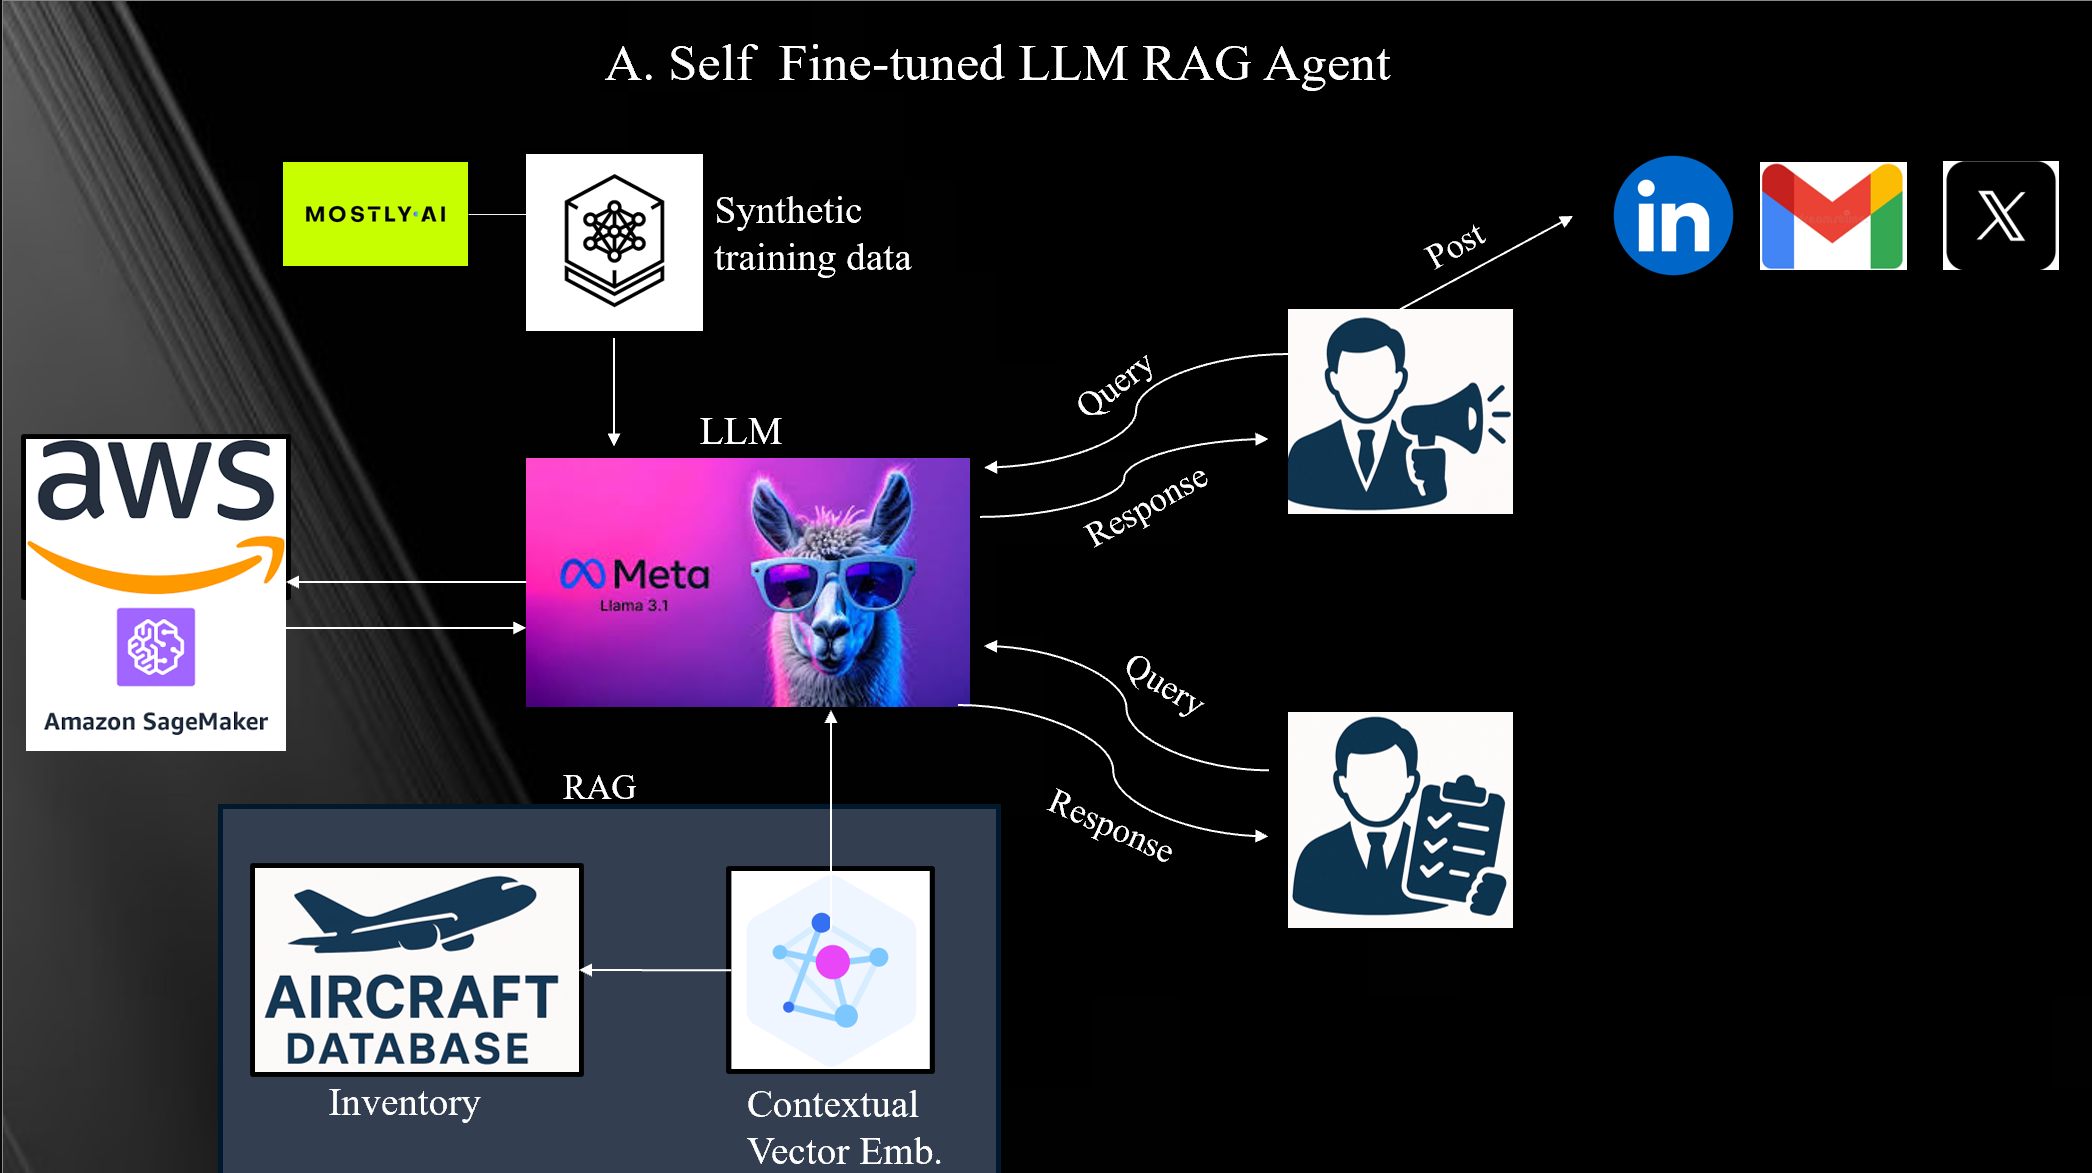 A. Self Fine-tuned LLM RAG Agent
MOSTLY AI
Synthetic
training data
Post
in
X
Query
LLM
Response
aws
Meta
Llama 3.1
Amazon SageMaker
Query
RAG
Response
AIRCRAFT
DATABASE
Inventory
Contextual
Vector Emb.